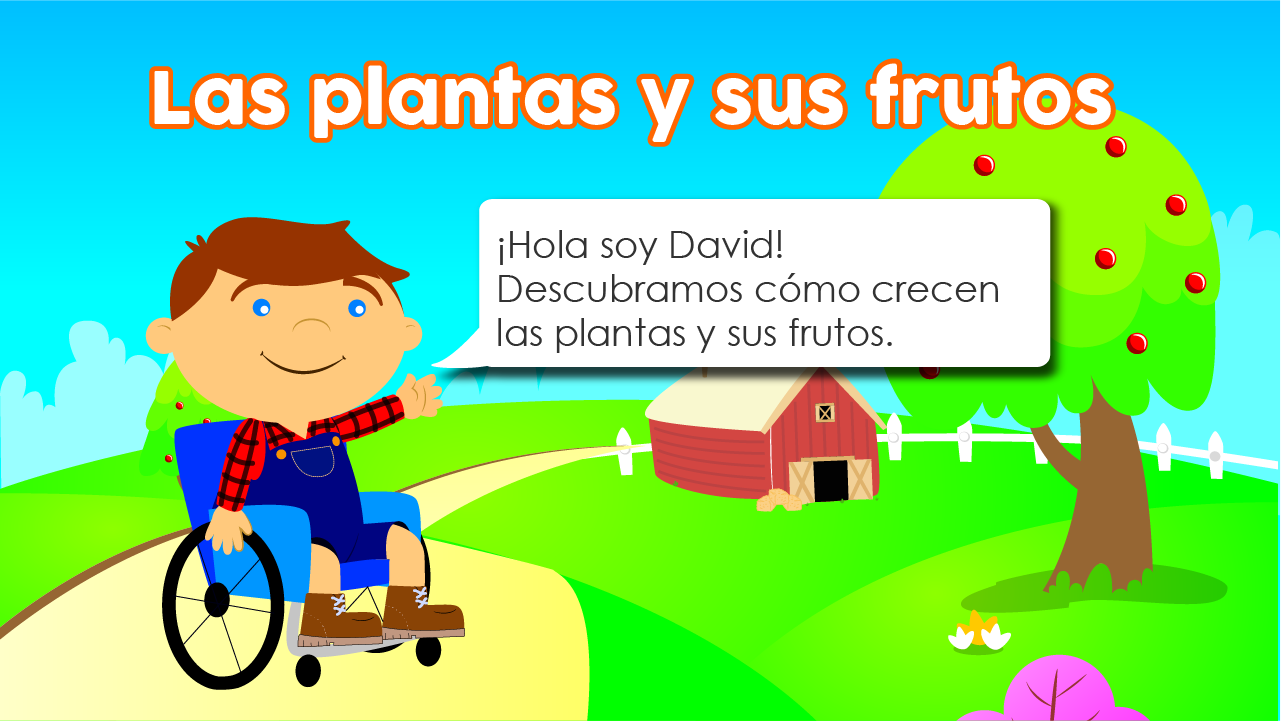 Las plantas y sus frutos
¡Hola soy David!
Descubramos cómo crecen
las plantas y sus frutos.